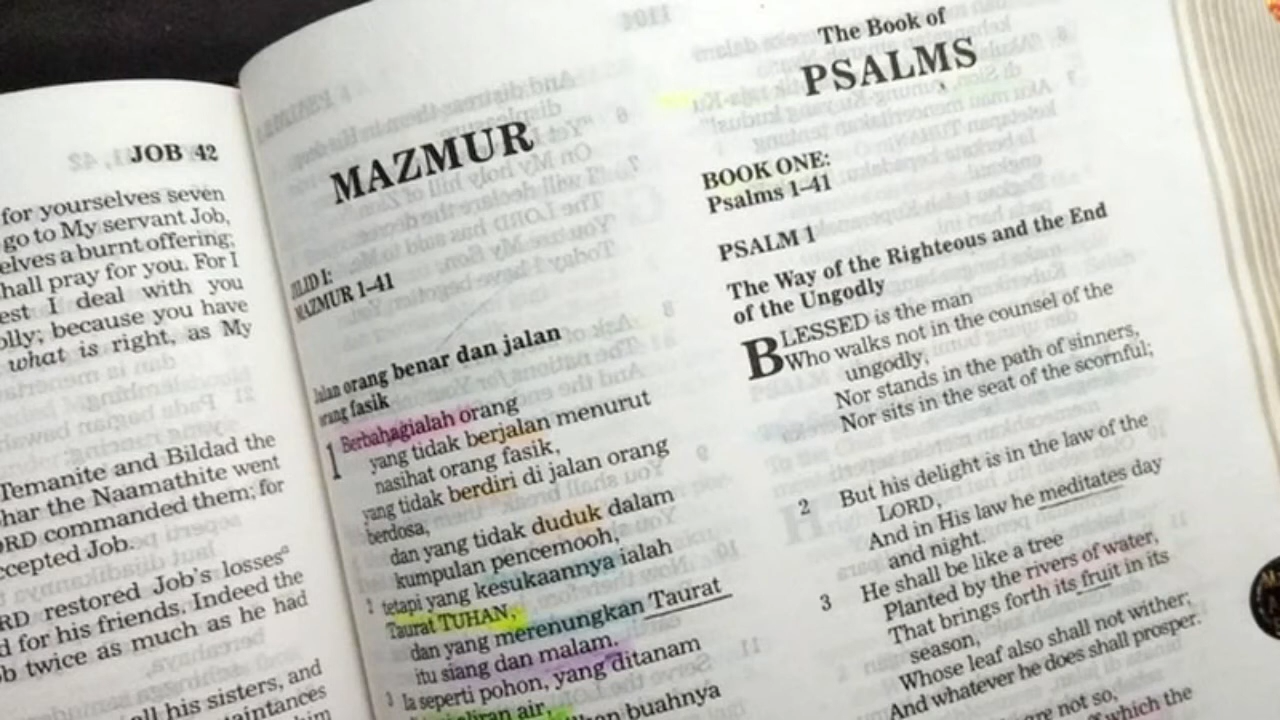 JOB 42
for yourselves seven
go to My servant Job,
a burnt offering;
shall pray for you. For I
I deal with you
because you have
what is right, as My
Temanite and Bildad the
the Naamathite went
commanded them; for
accepted Job.
restored Job's losses
for his friends. Indeed the
twice as much as he had
all his sisters, and
MAZMUR
MAZMUR 1–41
Jalan orang benar dan jalan
orang fasik
1 Berbahagialah orang
yang tidak berjalan menurut
nasihat orang fasik,
yang tidak berdiri di jalan orang
berdosa,
dan yang tidak duduk dalam
kumpulan pencemooh,
2 tetapi yang kesukaannya ialah
Taurat TUHAN,
dan yang merenungkan Taurat
itu siang dan malam.
3 Ia seperti pohon, yang ditanam
aliran air,
buahnya
The Book of
PSALMS
BOOK ONE:
Psalms 1–41
PSALM 1
The Way of the Righteous and the End
of the Ungodly
BLESSED is the man
Who walks not in the counsel of the
ungodly,
Nor stands in the path of sinners,
Nor sits in the seat of the scornful;
2 But his delight is in the law of the
LORD,
And in His law he meditates day
and night.
3 He shall be like a tree
Planted by the rivers of water,
That brings forth its fruit in its
season,
Whose leaf also shall not wither;
And whatever he does shall prosper.
are not so,
which the